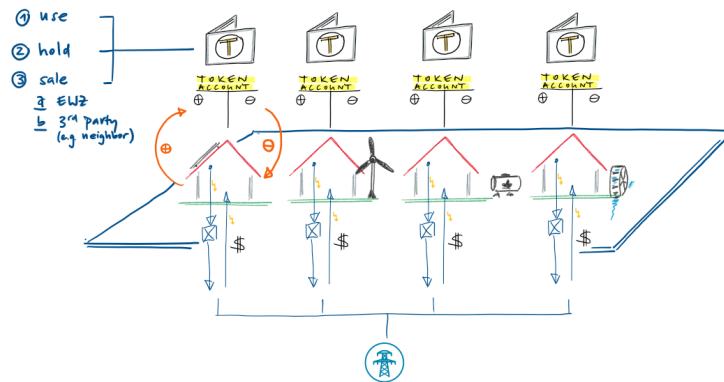 ① use
② hold
③ sale
a EWZ
b 3rd party
(e.g. neighbor)
T
TOKEN
ACCOUNT
⊕ ⊖
T
TOKEN
ACCOUNT
⊕ ⊖
T
TOKEN
ACCOUNT
⊕ ⊖
T
TOKEN
ACCOUNT
⊕ ⊖
⊕
⊖
$
$
$
$